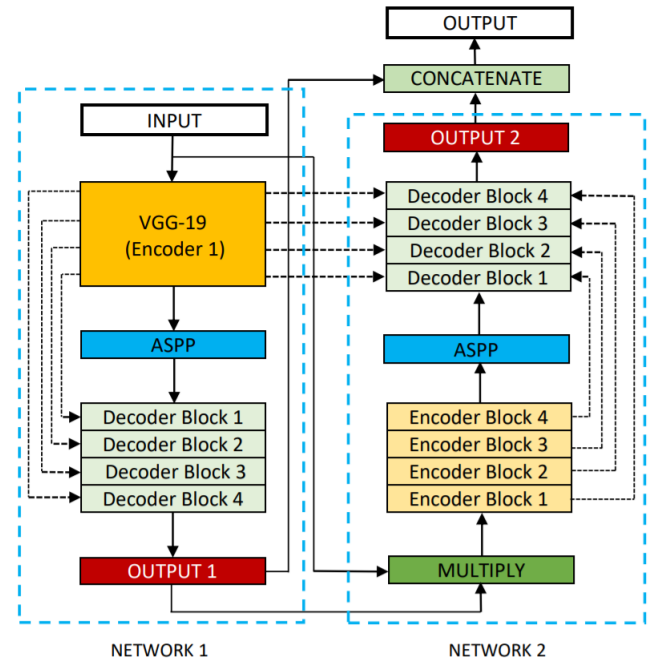 OUTPUT
CONCATENATE
INPUT
VGG-19
(Encoder 1)
ASPP
Decoder Block 1
Decoder Block 2
Decoder Block 3
Decoder Block 4
OUTPUT 1
NETWORK 1
OUTPUT 2
Decoder Block 4
Decoder Block 3
Decoder Block 2
Decoder Block 1
ASPP
Encoder Block 4
Encoder Block 3
Encoder Block 2
Encoder Block 1
MULTIPLY
NETWORK 2